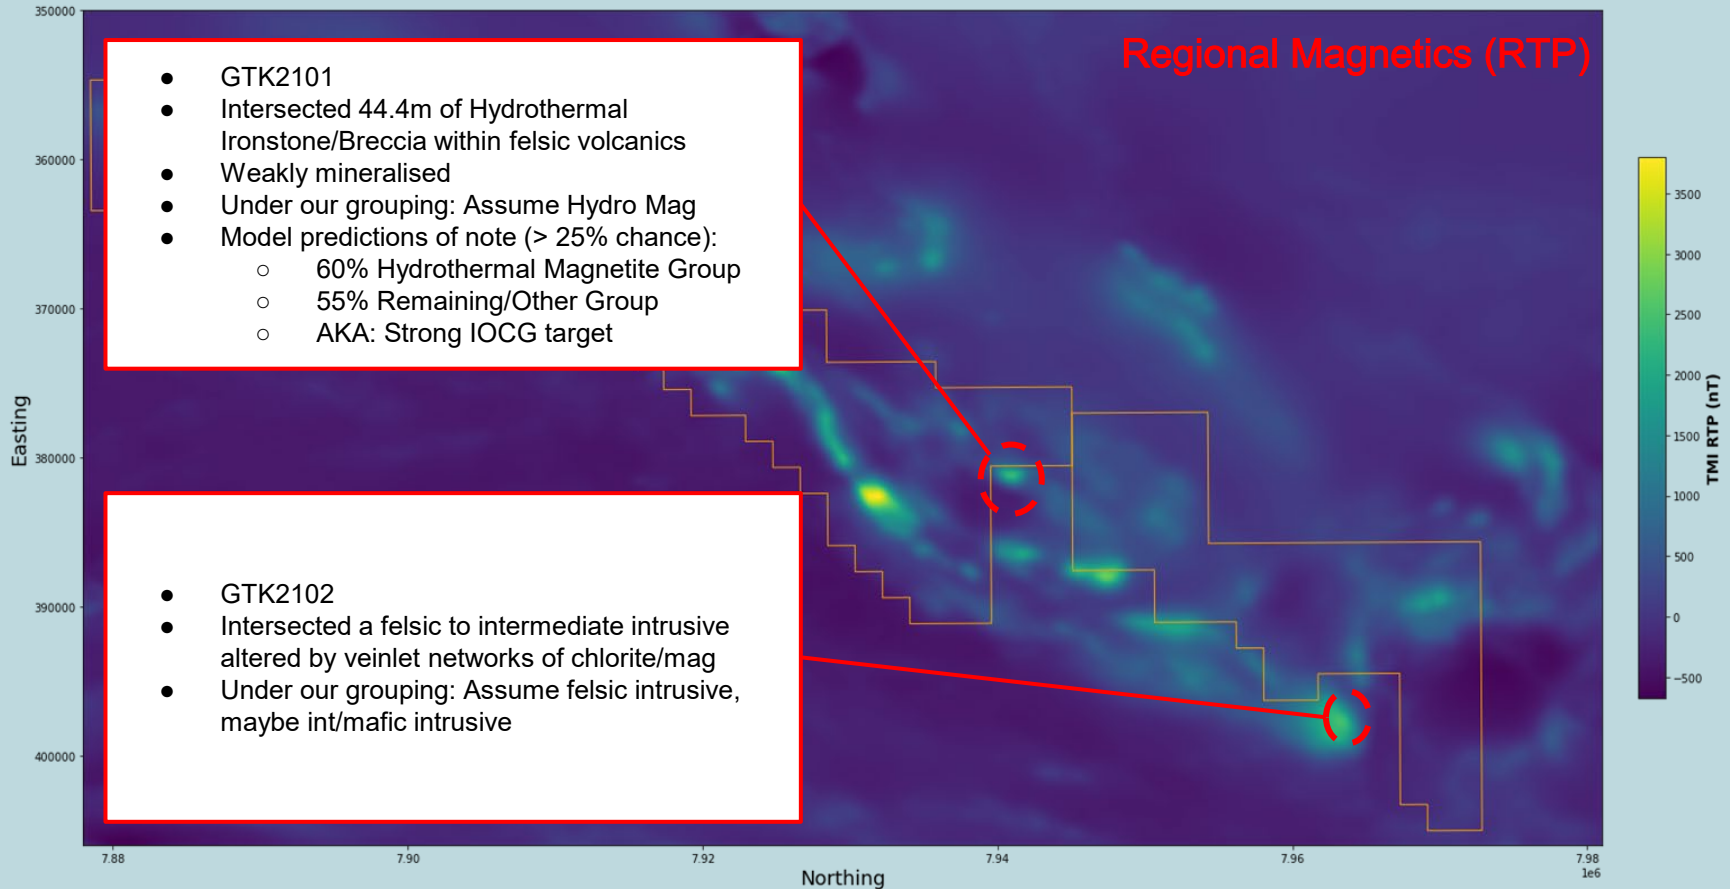 Regional Magnetics (RTP)
● GTK2101
● Intersected 44.4m of Hydrothermal
Ironstone/Breccia within felsic volcanics
● Weakly mineralised
● Under our grouping: Assume Hydro Mag
● Model predictions of note (> 25% chance):
○ 60% Hydrothermal Magnetite Group
○ 55% Remaining/Other Group
○ AKA: Strong IOCG target
● GTK2102
● Intersected a felsic to intermediate intrusive
altered by veinlet networks of chlorite/mag
● Under our grouping: Assume felsic intrusive,
maybe int/mafic intrusive
350000
360000
370000
380000
390000
400000
Easting
7.88
7.90
7.92
7.94
7.96
7.98
1e6
Northing
3500
3000
2500
2000
1500
1000
500
0
−500
TMI RTP (nT)